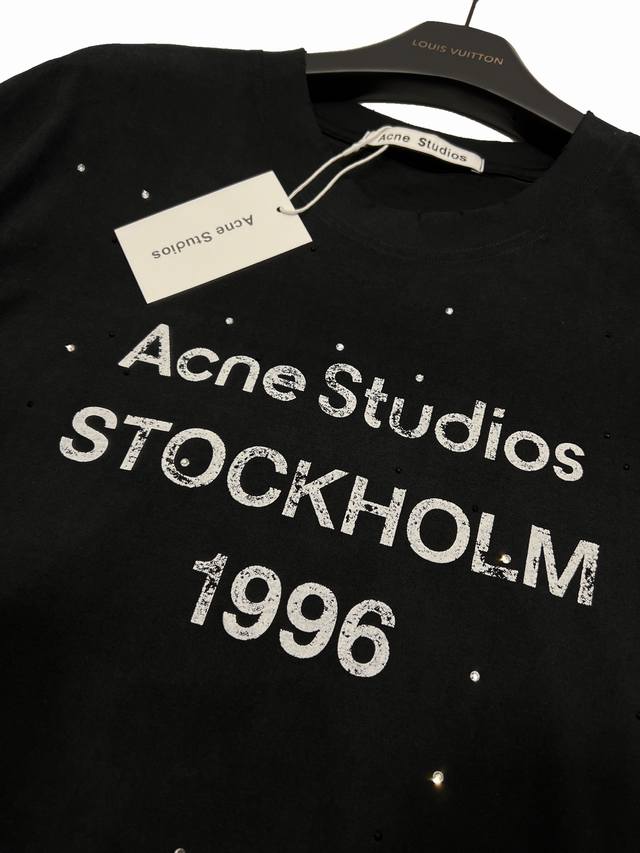 LOUIS VUITTON
Acne Studios
Acne Studios
Acne Studios
STOCKHOLM
1996